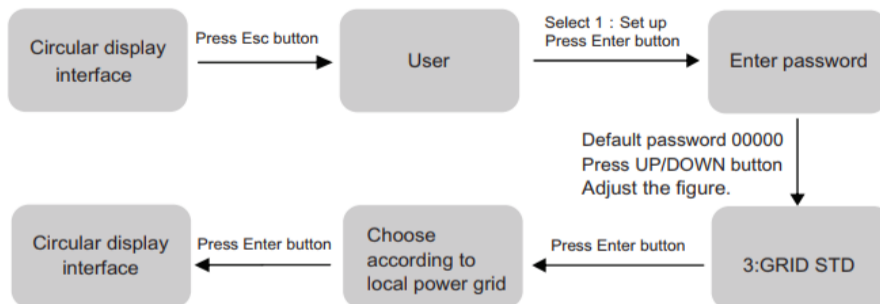 Circular display
interface
Press Esc button
User
Select 1 : Set up
Press Enter button
Enter password
Default password 00000
Press UP/DOWN button
Adjust the figure.
3:GRID STD
Press Enter button
Choose
according to
local power grid
Press Enter button
Circular display
interface